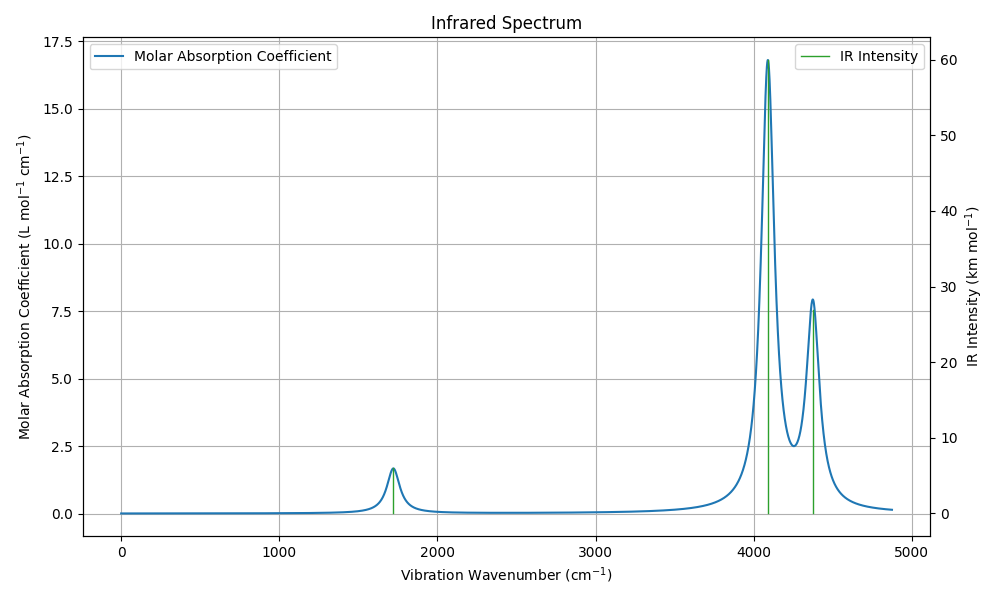 Infrared Spectrum
Molar Absorption Coefficient
IR Intensity
Molar Absorption Coefficient (L mol⁻¹ cm⁻¹)
17.5
15.0
12.5
10.0
7.5
5.0
2.5
0.0
60
50
40
30
20
10
0
IR Intensity (km mol⁻¹)
0 1000 2000 3000 4000 5000
Vibration Wavenumber (cm⁻¹)